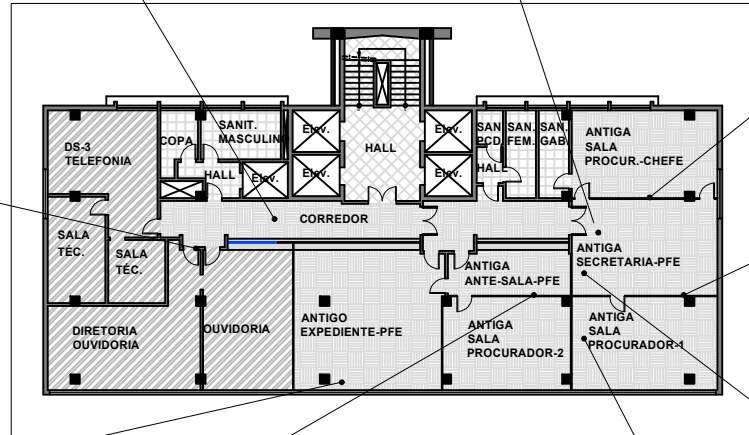 DS-3
TELEFONIA
COPA
SANIT.
MASCULINO
HALL
Elev.
Elev.
Elev.
Elev.
Elev.
HALL
SAN.
PCD.
HALL
SAN.
FEM.
SAN.
GAB.
ANTIGA
SALA
PROCUR.-CHEFE
CORREDOR
SALA
TÉC.
SALA
TÉC.
ANTIGA
SECRETARIA-PFE
ANTIGA
ANTE-SALA-PFE
DIRETORIA
OUVIDORIA
OUVIDORIA
ANTIGO
EXPEDIENTE-PFE
ANTIGA
SALA
PROCURADOR-2
ANTIGA
SALA
PROCURADOR-1